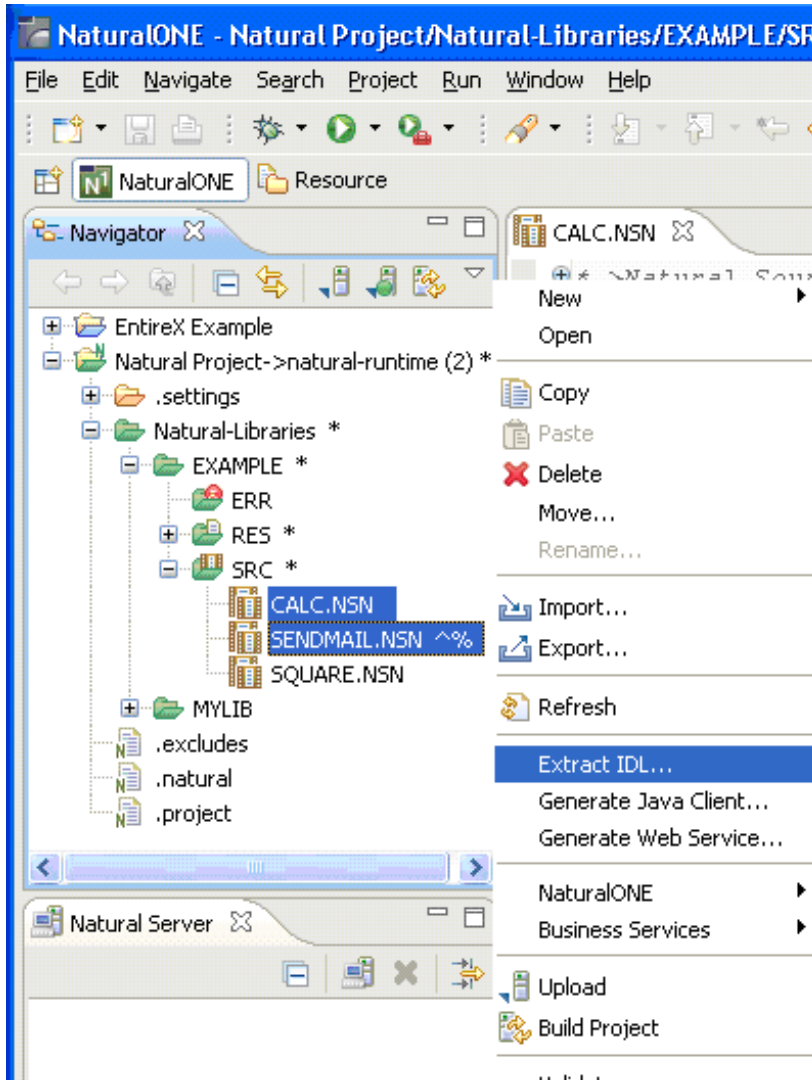 NaturalONE - Natural Project/Natural-Libraries/EXAMPLE/SR
File Edit Navigate Search Project Run Window Help
NaturalONE Resource
Navigator
CALC.NSN
* >Natural Sour
EntireX Example
Natural Project->natural-runtime (2) *
.settings
Natural-Libraries *
EXAMPLE *
ERR
RES *
SRC *
CALC.NSN
SENDMAIL.NSN ^%
SQUARE.NSN
MYLIB
.excludes
.natural
.project
New
Open
Copy
Paste
Delete
Move...
Rename...
Import...
Export...
Refresh
Extract IDL...
Generate Java Client...
Generate Web Service...
NaturalONE
Business Services
Upload
Build Project
Natural Server